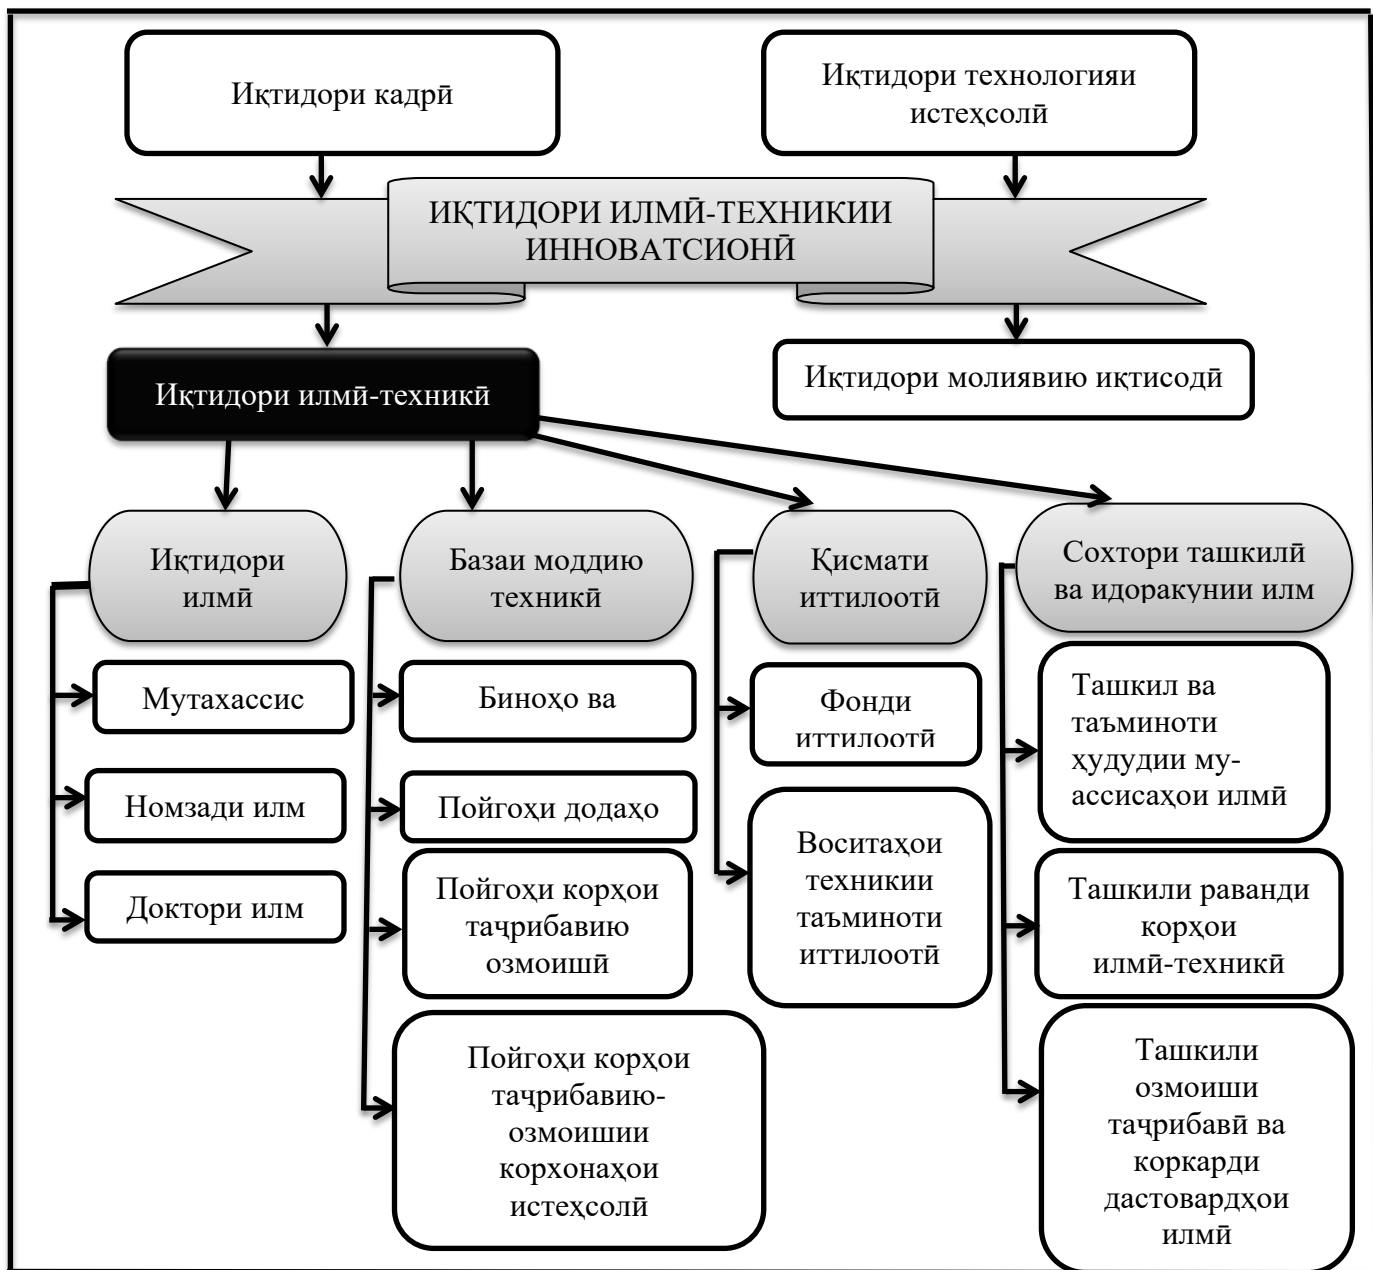 Иқтидори кадрӣ
Иқтидори технологияи
истеҳсолӣ
ИҚТИДОРИ ИЛМӢ-ТЕХНИКИИ
ИННОВАТСИОНӢ
Иқтидори илмӣ-техникӣ
Иқтидори молиявию иқтисодӣ
Иқтидори
илмӣ
Базаи моддию
техникӣ
Қисмати
иттилоотӣ
Сохтори ташкилӣ
ва идоракунии илм
Мутахассис
Номзади илм
Доктори илм
Биноҳо ва
Пойгоҳи додаҳо
Пойгоҳи корҳои
таҷрибавию
озмоишӣ
Пойгоҳи корҳои
таҷрибавию-
озмоишии
корхонаҳои
истеҳсолӣ
Фонди
иттилоотӣ
Воситаҳои
техникии
таъминоти
иттилоотӣ
Ташкил ва
таъминоти
ҳудудии му-
ассисаҳои илмӣ
Ташкили раванди
корҳои
илмӣ-техникӣ
Ташкили
озмоиши
таҷрибавӣ ва
коркарди
дастовардҳои
илмӣ